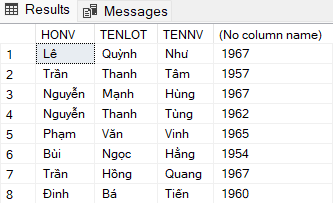 Results Messages
HONV TENLOT TENNV (No column name)
1 Lê Quỳnh Như 1967
2 Trần Thanh Tâm 1957
3 Nguyễn Mạnh Hùng 1967
4 Nguyễn Thanh Tùng 1962
5 Phạm Văn Vinh 1965
6 Bùi Ngọc Hằng 1954
7 Trần Hồng Quang 1967
8 Đinh Bá Tiến 1960